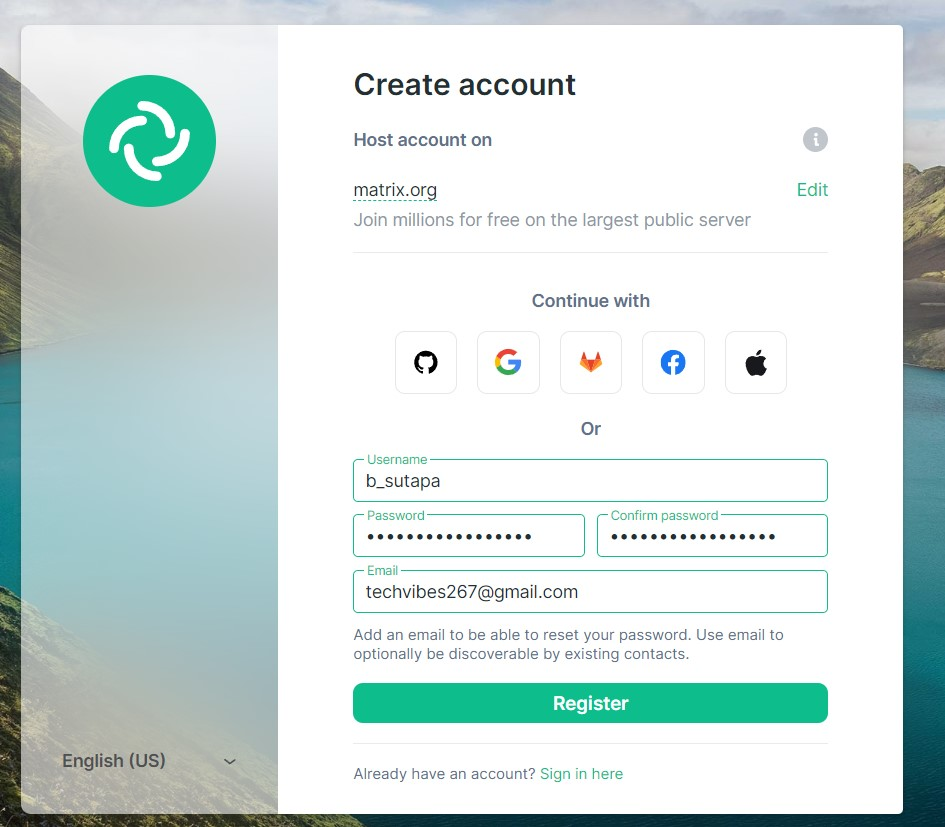 Create account
Host account on
matrix.org
Edit
Join millions for free on the largest public server
Continue with
Or
Username
b_sutapa
Password
Confirm password
•••••••••••••••••
•••••••••••••••••
Email
techvibes267@gmail.com
Add an email to be able to reset your password. Use email to
optionally be discoverable by existing contacts.
Register
Already have an account? Sign in here
English (US)